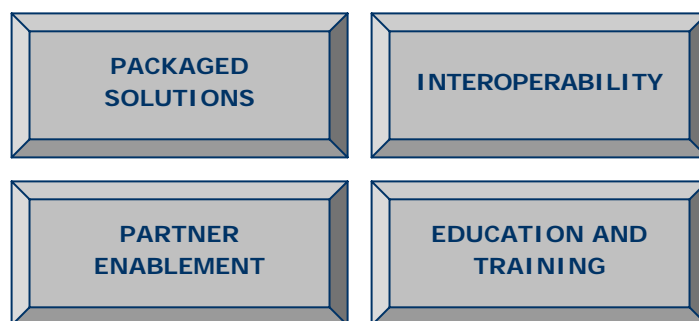 PACKAGED
SOLUTIONS
INTEROPERABILITY
PARTNER
ENABLEMENT
EDUCATION AND
TRAINING